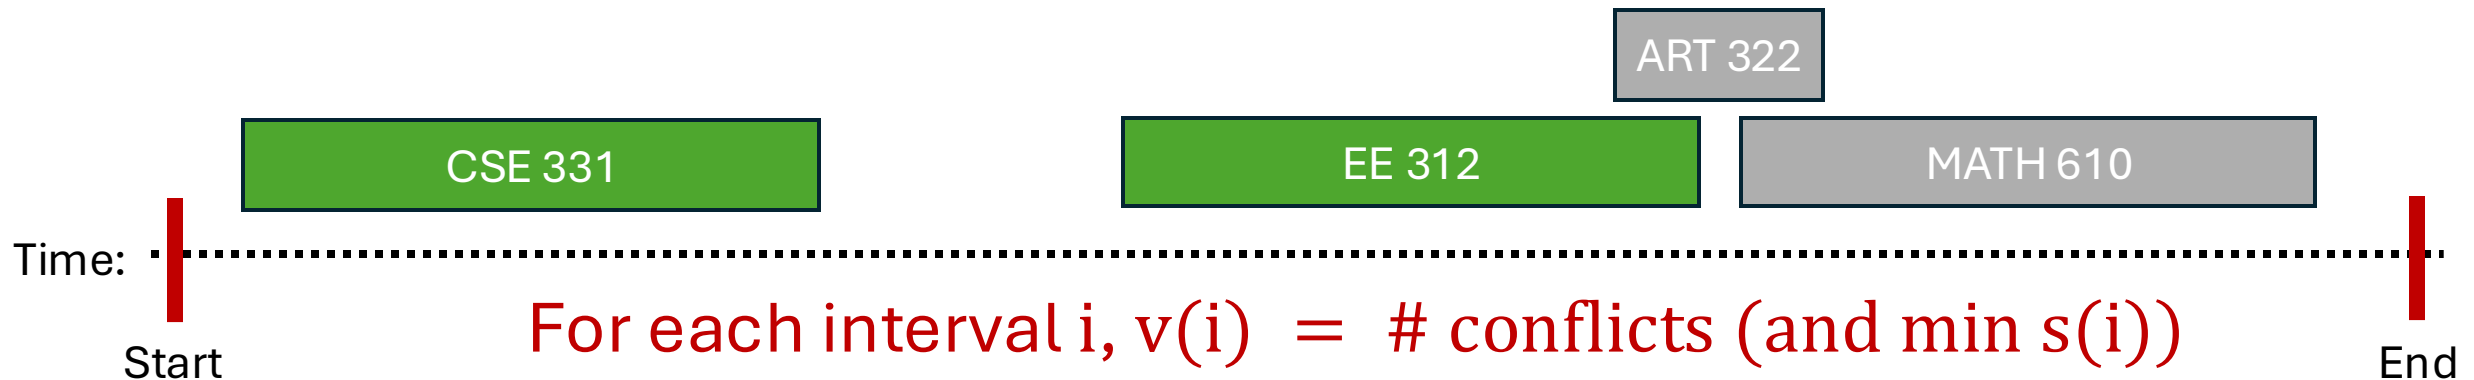 ART 322
CSE 331
EE 312
MATH 610
Time:
For each interval i, v(i) = # conflicts (and min s(i))
Start
End